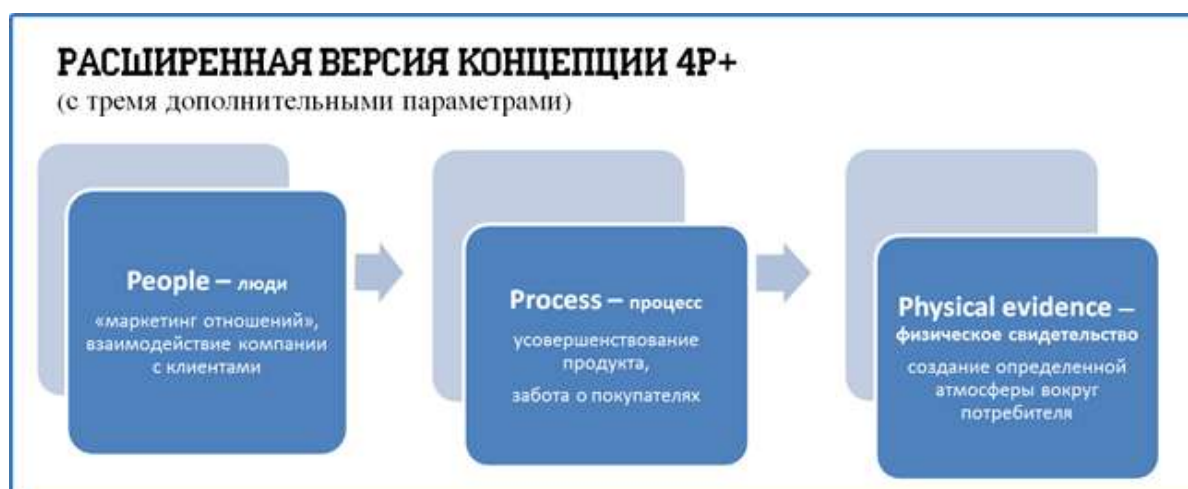 РАСШИРЕННАЯ ВЕРСИЯ КОНЦЕПЦИИ 4P+
(с тремя дополнительными параметрами)
People – люди
«маркетинг отношений»,
взаимодействие компании
с клиентами
Process – процесс
усовершенствование
продукта,
забота о покупателях
Physical evidence –
физическое свидетельство
создание определенной
атмосферы вокруг
потребителя